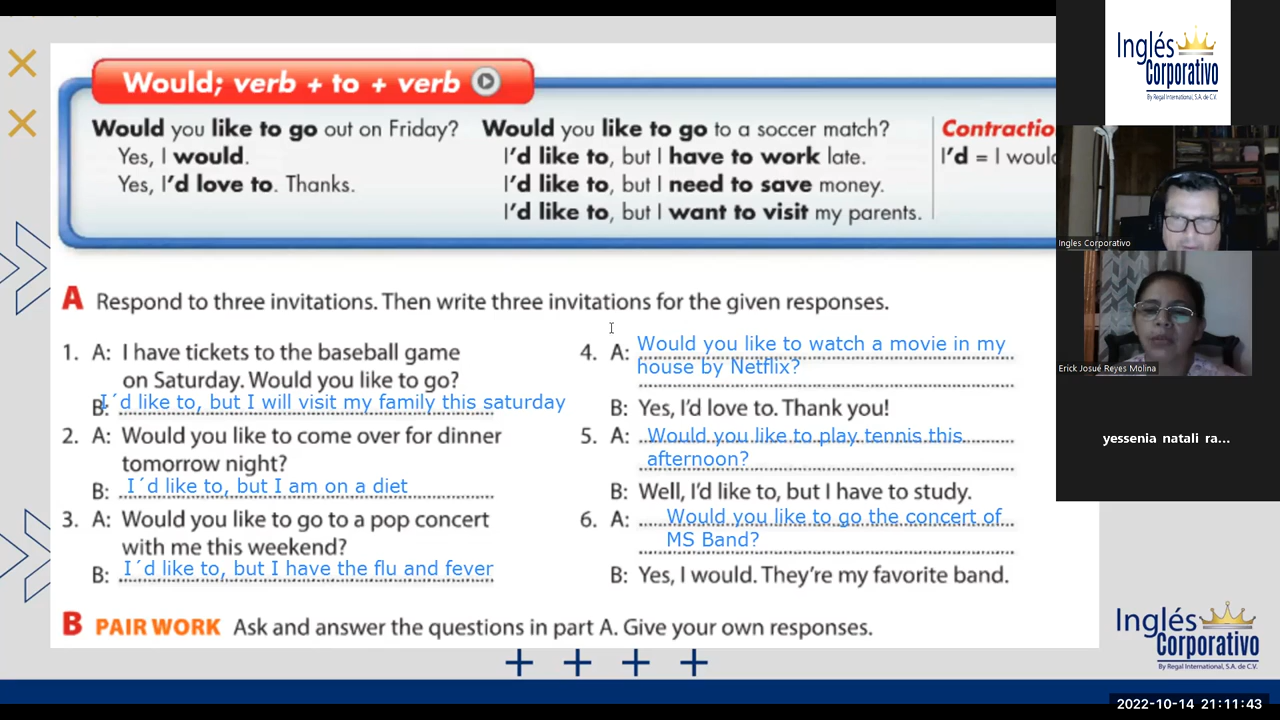 Would; verb + to + verb
Would you like to go out on Friday?
Yes, I would.
Yes, I'd love to. Thanks.
Would you like to go to a soccer match?
I'd like to, but I have to work late.
I'd like to, but I need to save money.
I'd like to, but I want to visit my parents.
Contractio
I'd = I would
A Respond to three invitations. Then write three invitations for the given responses.
1. A: I have tickets to the baseball game
on Saturday. Would you like to go?
B: I´d like to, but I will visit my family this saturday
2. A: Would you like to come over for dinner
tomorrow night?
B: I´d like to, but I am on a diet
3. A: Would you like to go to a pop concert
with me this weekend?
B: I´d like to, but I have the flu and fever
4. A: Would you like to watch a movie in my
house by Netflix?
B: Yes, I'd love to. Thank you!
5. A: Would you like to play tennis this
afternoon?
B: Well, I'd like to, but I have to study.
6. A: Would you like to go the concert of
MS Band?
B: Yes, I would. They're my favorite band.
B PAIR WORK Ask and answer the questions in part A. Give your own responses.
Inglés
Corporativo
By Regal International, S.A. de C.V.
Ingles Corporativo
Erick Josué Reyes Molina
yessenia natali ra...
Inglés
Corporativo
By Regal International, S.A. de C.V.
2022-10-14 21:11:43